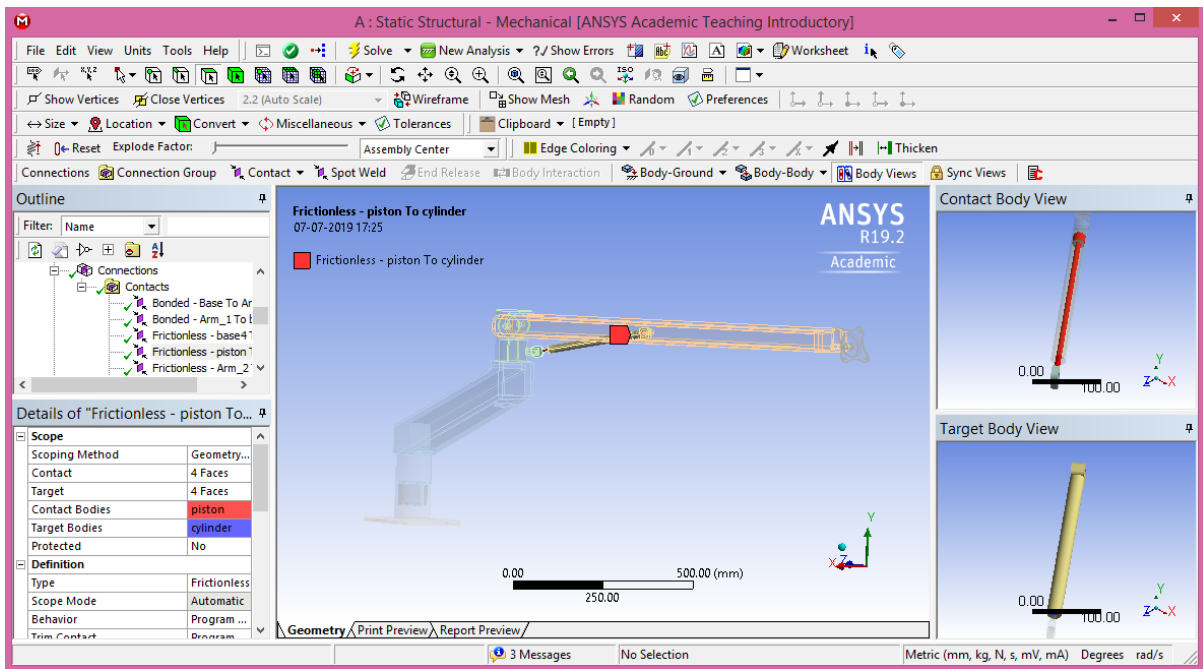 A : Static Structural - Mechanical [ANSYS Academic Teaching Introductory]
File Edit View Units Tools Help Solve New Analysis ?/ Show Errors Worksheet
Show Vertices Close Vertices 2.2 (Auto Scale) Wireframe Show Mesh Random Preferences
Size Location Convert Miscellaneous Tolerances Clipboard [Empty]
Reset Explode Factor: Assembly Center Edge Coloring Thicken
Connections Connection Group Contact Spot Weld End Release Body Interaction Body-Ground Body-Body Body Views Sync Views
Outline
Filter: Name
Connections
Contacts
Bonded - Base To Ar
Bonded - Arm_1 To b
Frictionless - base4 T
Frictionless - piston T
Frictionless - Arm_2
Details of "Frictionless - piston To...
Scope
Scoping Method Geometry...
Contact 4 Faces
Target 4 Faces
Contact Bodies piston
Target Bodies cylinder
Protected No
Definition
Type Frictionless
Scope Mode Automatic
Behavior Program ...
Trim Contact Program
Frictionless - piston To cylinder
07-07-2019 17:25
Frictionless - piston To cylinder
ANSYS
R19.2
Academic
Y
X
Z
0.00 500.00 (mm)
250.00
Geometry Print Preview Report Preview
Contact Body View
0.00
100.00
Y
Z X
Target Body View
0.00
100.00
Y
Z X
3 Messages No Selection Metric (mm, kg, N, s, mV, mA) Degrees rad/s